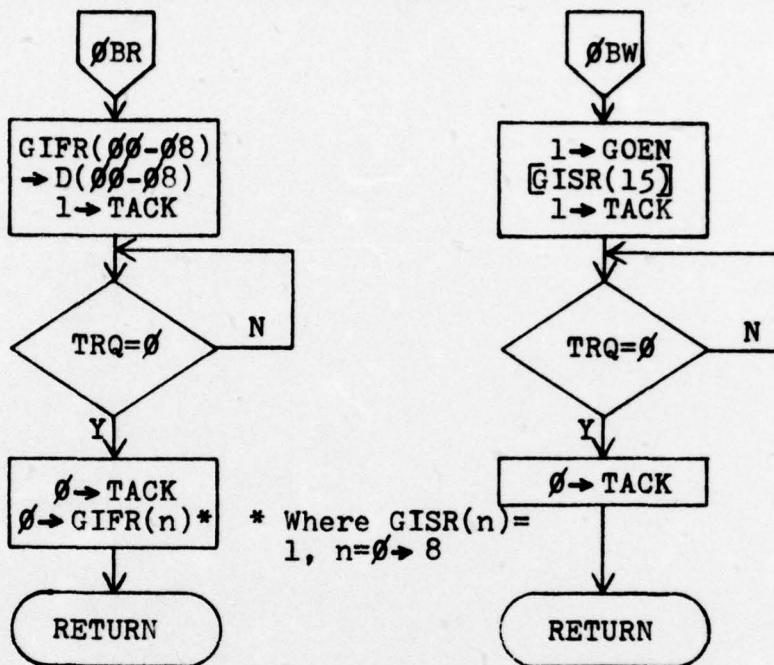 ØBR
GIFR(ØØ-Ø8)
→ D(ØØ-Ø8)
1→ TACK
TRQ=Ø
N
Y
Ø→ TACK
Ø→ GIFR(n)*
* Where GISR(n)=
1, n=Ø→ 8
RETURN
ØBW
1→ GOEN
[GISR(15)]
1→ TACK
TRQ=Ø
N
Y
Ø→ TACK
RETURN